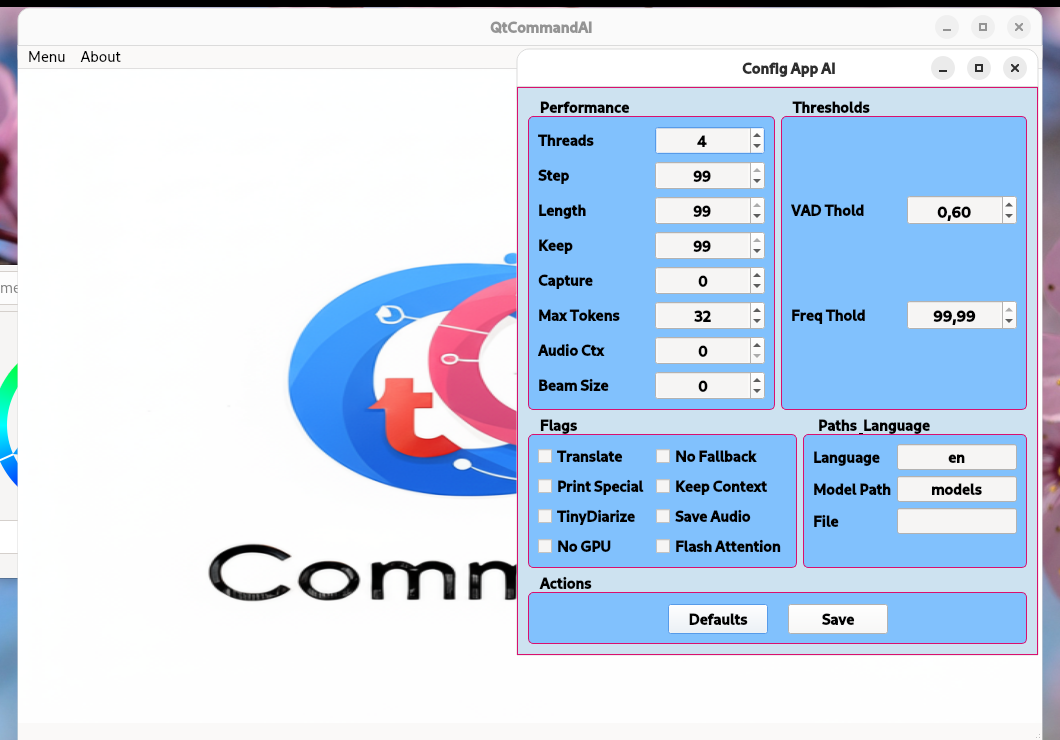 QtCommandAI
Menu About
Config App AI
Performance
Threads 4
Step 99
Length 99
Keep 99
Capture 0
Max Tokens 32
Audio Ctx 0
Beam Size 0
Thresholds
VAD Thold 0,60
Freq Thold 99,99
Flags
Translate No Fallback
Print Special Keep Context
TinyDiarize Save Audio
No GPU Flash Attention
Paths_Language
Language en
Model Path models
File
Actions
Defaults Save
me
t
Comm